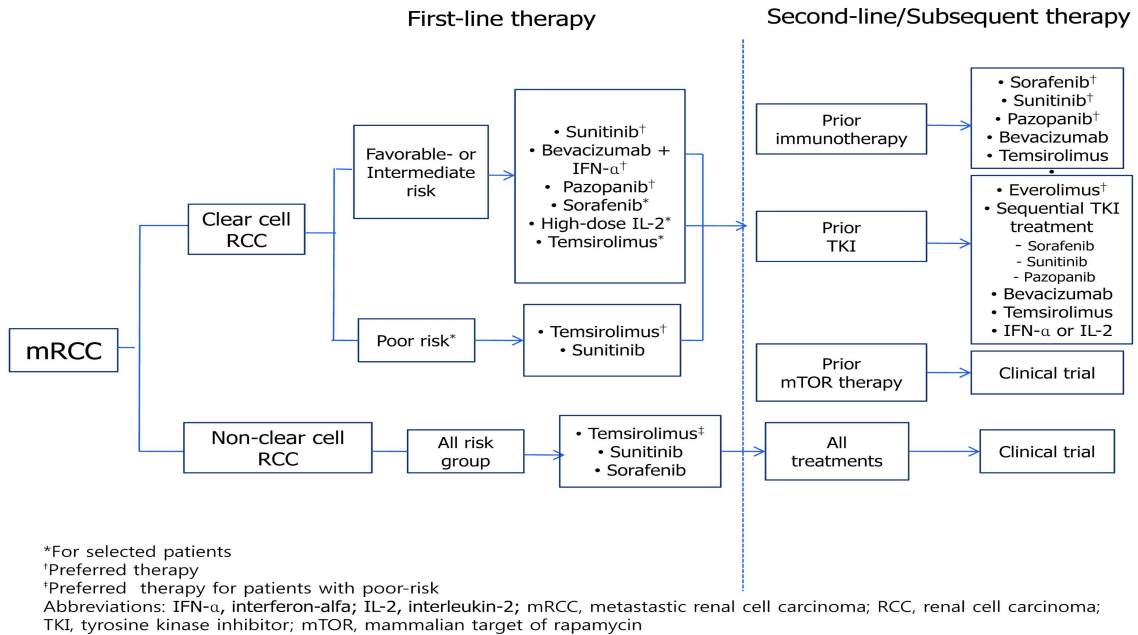 First-line therapy
Second-line/Subsequent therapy
mRCC
Clear cell
RCC
Favorable- or
Intermediate
risk
• Sunitinib†
• Bevacizumab +
IFN-α†
• Pazopanib†
• Sorafenib*
• High-dose IL-2*
• Temsirolimus*
Poor risk*
• Temsirolimus†
• Sunitinib
Non-clear cell
RCC
All risk
group
• Temsirolimus‡
• Sunitinib
• Sorafenib
Prior
immunotherapy
• Sorafenib†
• Sunitinib†
• Pazopanib†
• Bevacizumab
• Temsirolimus
•
Prior
TKI
• Everolimus†
• Sequential TKI
treatment
- Sorafenib
- Sunitinib
- Pazopanib
• Bevacizumab
• Temsirolimus
• IFN-α or IL-2
Prior
mTOR therapy
Clinical trial
All
treatments
Clinical trial
*For selected patients
†Preferred therapy
‡Preferred therapy for patients with poor-risk
Abbreviations: IFN-α, interferon-alfa; IL-2, interleukin-2; mRCC, metastastic renal cell carcinoma; RCC, renal cell carcinoma;
TKI, tyrosine kinase inhibitor; mTOR, mammalian target of rapamycin